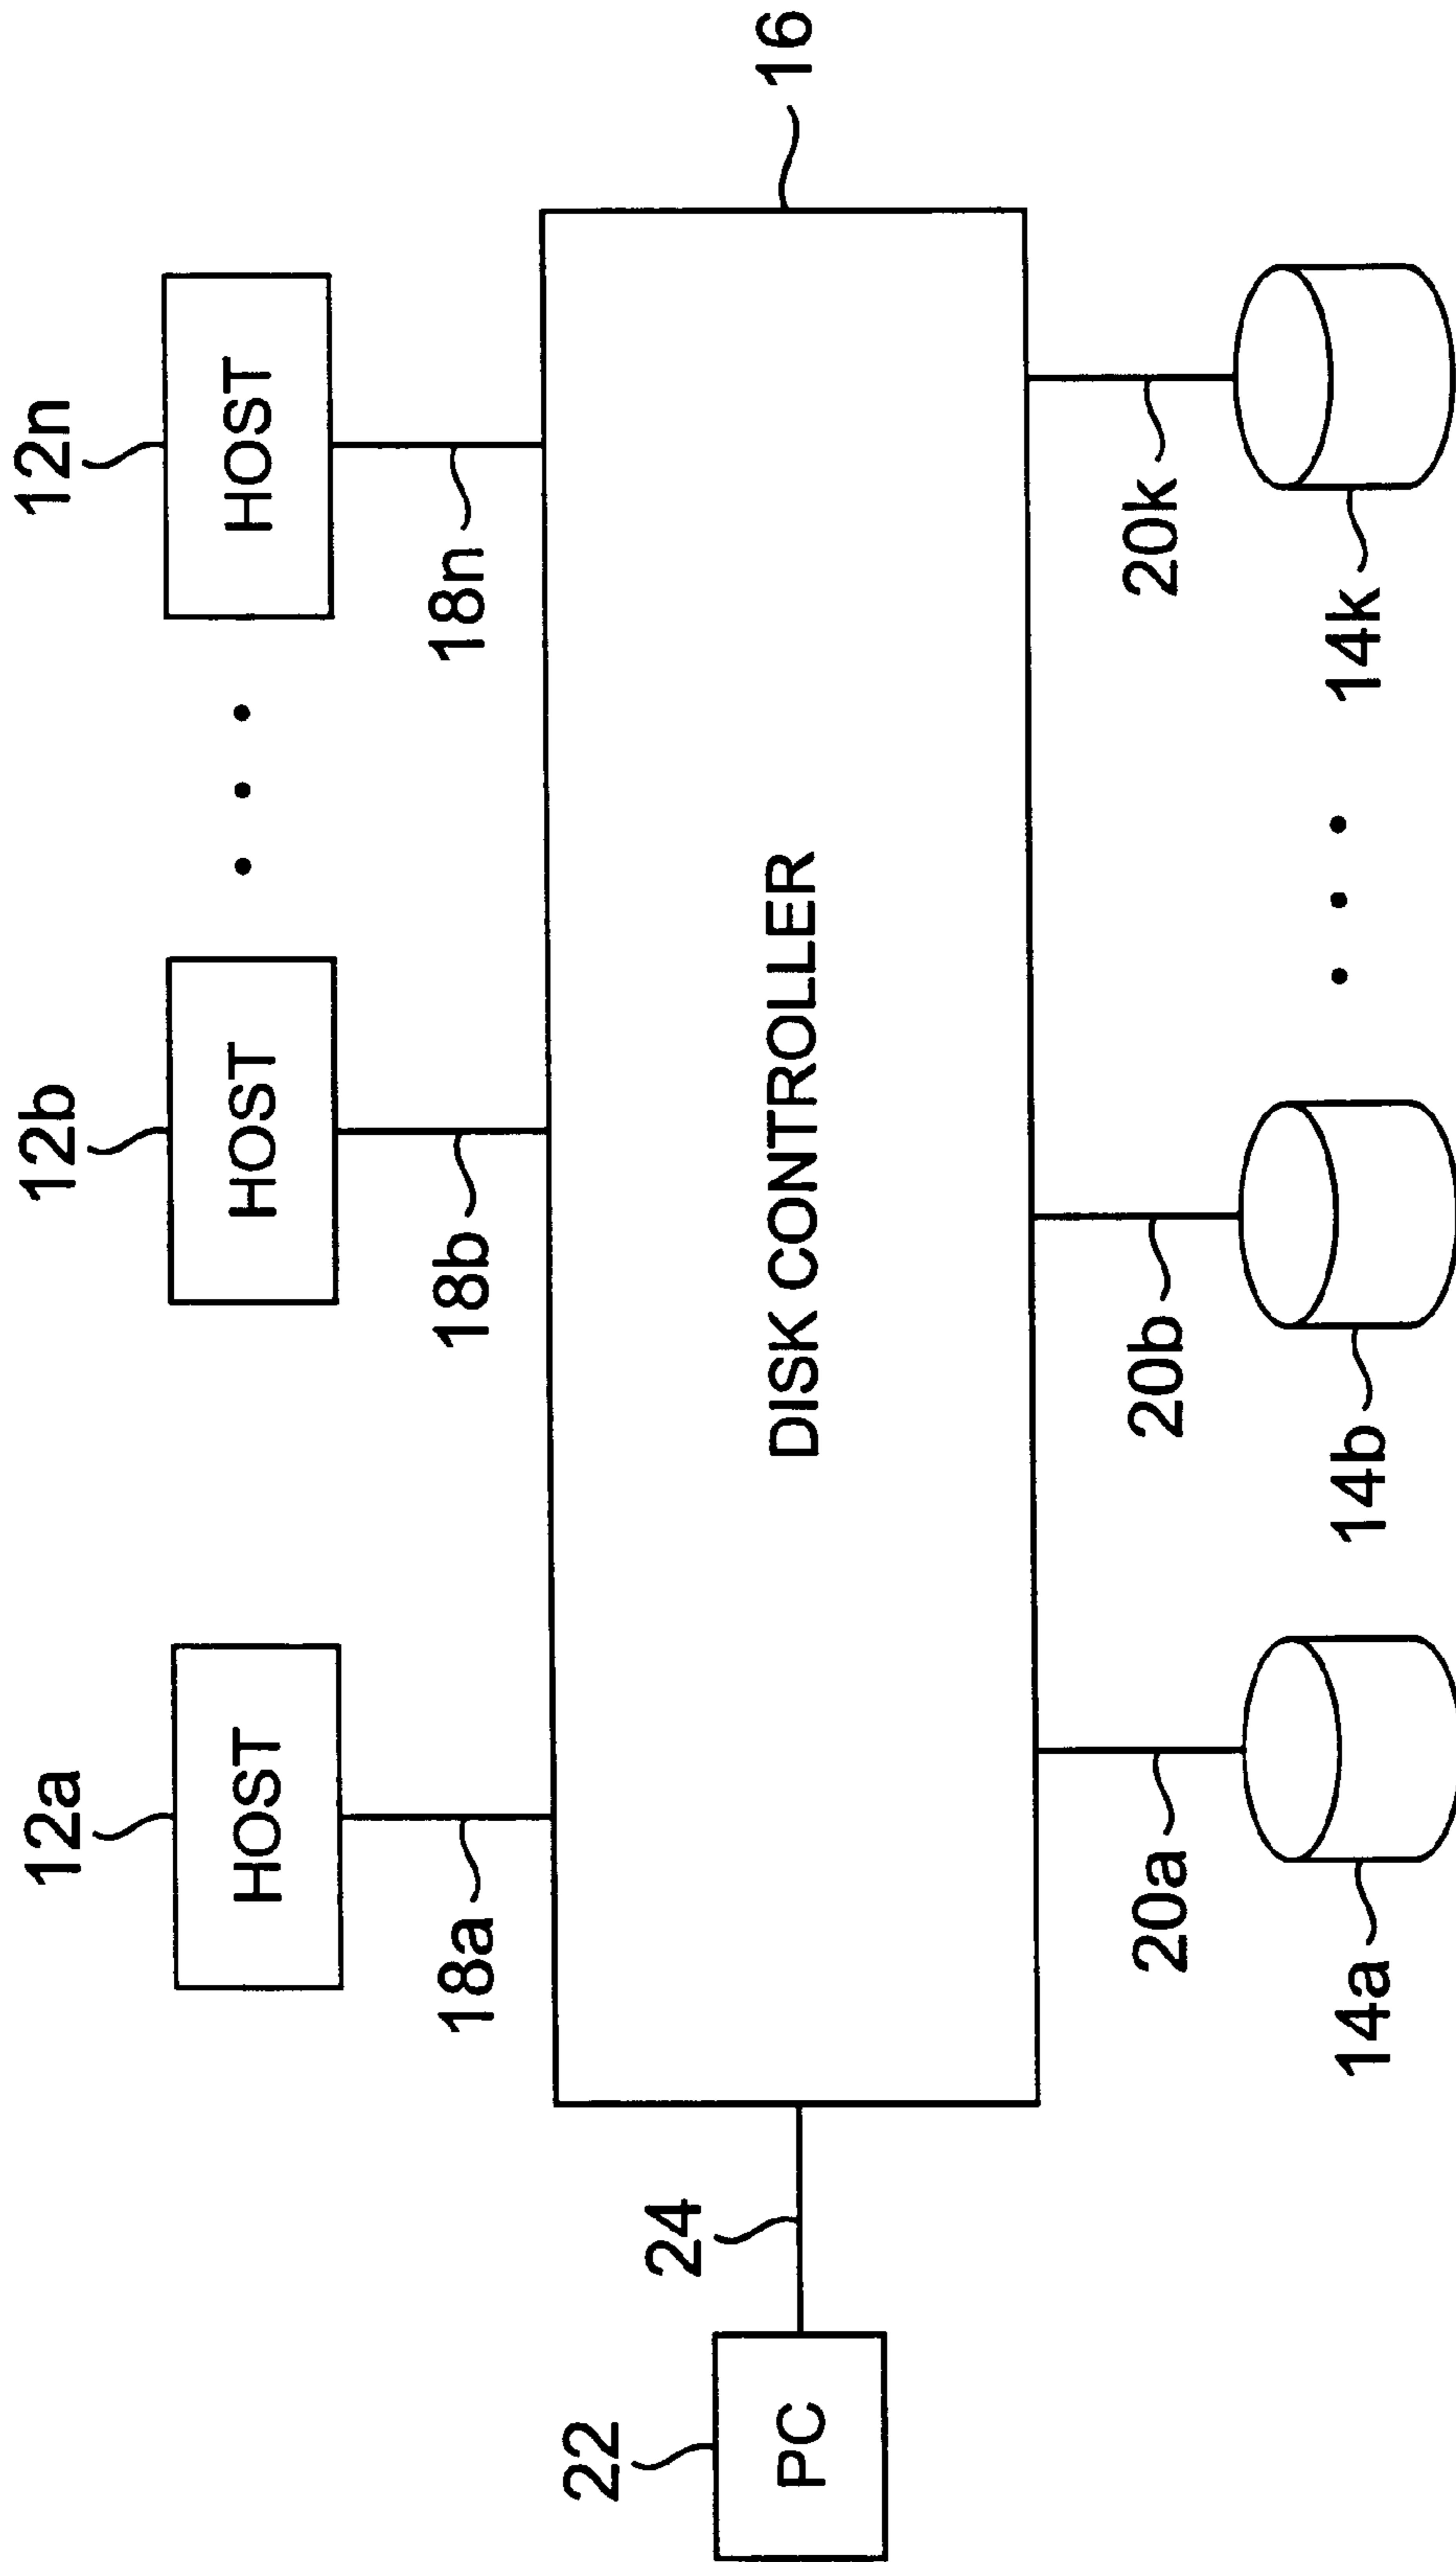 12a
12b
12n
HOST
HOST
HOST
18a
18b
18n
22
24
PC
DISK CONTROLLER
16
20a
20b
20k
14a
14b
14k